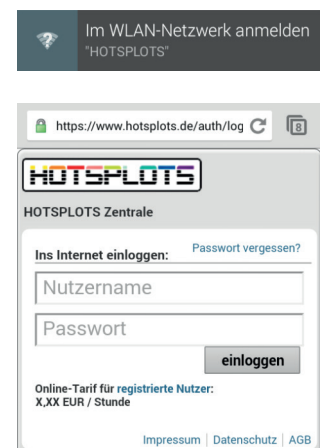 Im WLAN-Netzwerk anmelden
"HOTSPLOTS"
https://www.hotsplots.de/auth/log
8
HOTSPLOTS
HOTSPLOTS Zentrale
Ins Internet einloggen: Passwort vergessen?
Nutzername
Passwort
einloggen
Online-Tarif für registrierte Nutzer:
X,XX EUR / Stunde
Impressum | Datenschutz | AGB